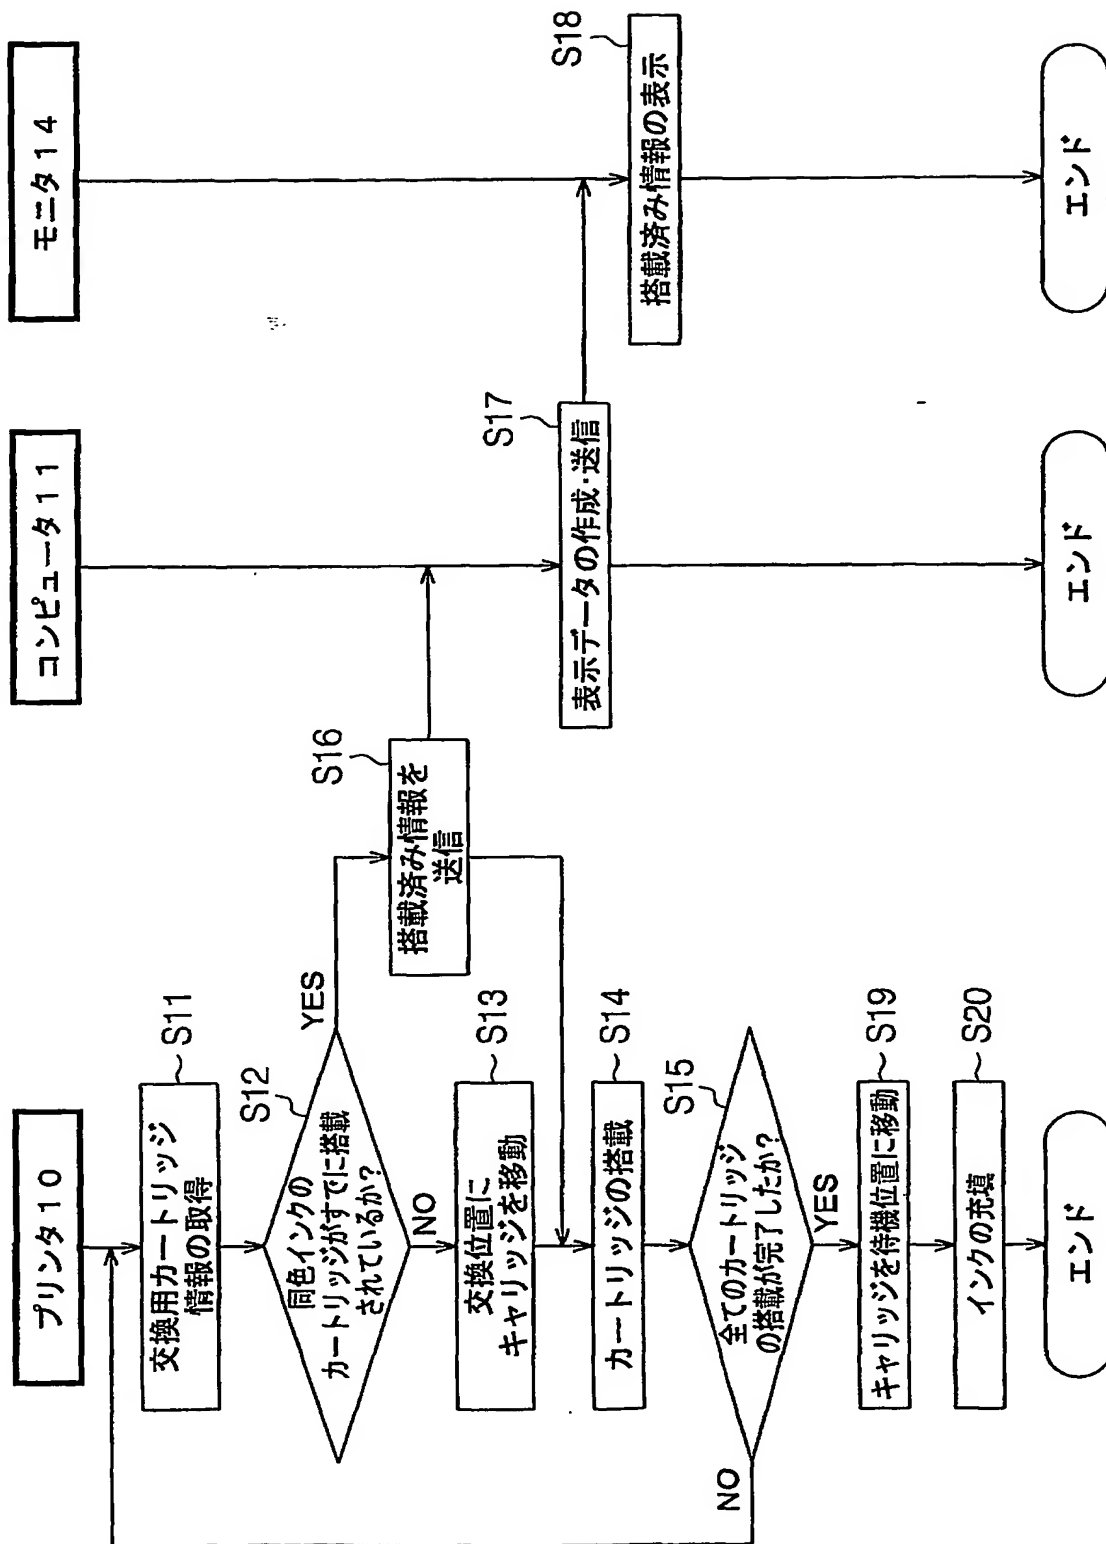 プリンタ10
交換用カートリッジ
情報の取得
S11
同色インクの
カートリッジがすでに搭載
されているか?
S12
YES
NO
交換位置に
キャリッジを移動
S13
カートリッジの搭載
S14
全てのカートリッジ
の搭載が完了したか?
S15
NO
YES
キャリッジを待機位置に移動
S19
インクの充填
S20
エンド
搭載済み情報を
送信
S16
コンピュータ11
表示データの作成・送信
S17
エンド
モニタ14
搭載済み情報の表示
S18
エンド